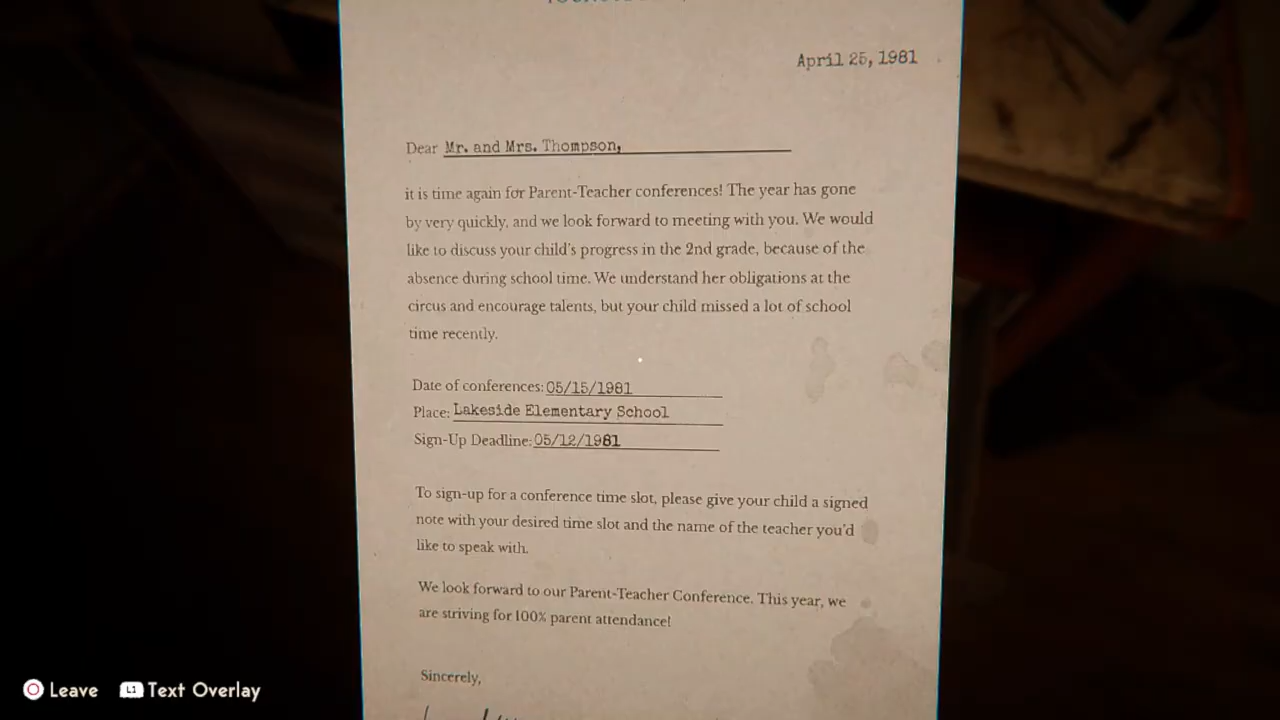 April 25, 1981
Dear Mr. and Mrs. Thompson,
it is time again for Parent-Teacher conferences! The year has gone
by very quickly, and we look forward to meeting with you. We would
like to discuss your child's progress in the 2nd grade, because of the
absence during school time. We understand her obligations at the
circus and encourage talents, but your child missed a lot of school
time recently.
Date of conferences: 05/15/1981
Place: Lakeside Elementary School
Sign-Up Deadline: 05/12/1981
To sign-up for a conference time slot, please give your child a signed
note with your desired time slot and the name of the teacher you'd
like to speak with.
We look forward to our Parent-Teacher Conference. This year, we
are striving for 100% parent attendance!
Sincerely,
Leave L1 Text Overlay